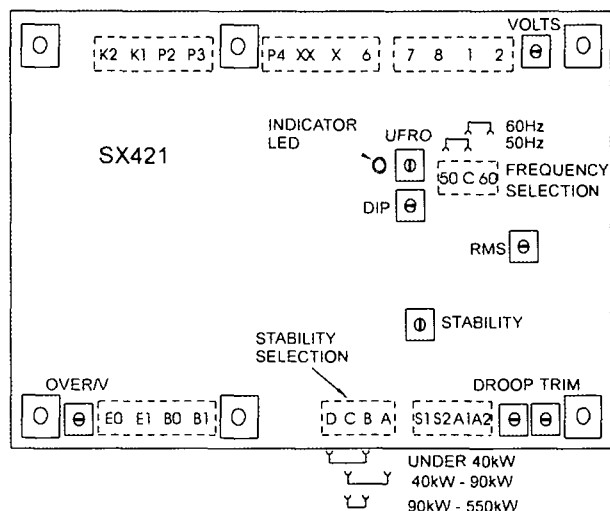 VOLTS
K2 K1 P2 P3
P4 XX X 6
7 8 1 2
INDICATOR
LED
UFRO
60Hz
50Hz
SX421
50 C 60
FREQUENCY
SELECTION
DIP
RMS
STABILITY
STABILITY
SELECTION
OVER/V
DROOP TRIM
E0 E1 B0 B1
D C B A
S1 S2 A1 A2
UNDER 40kW
40kW - 90kW
90kW - 550kW